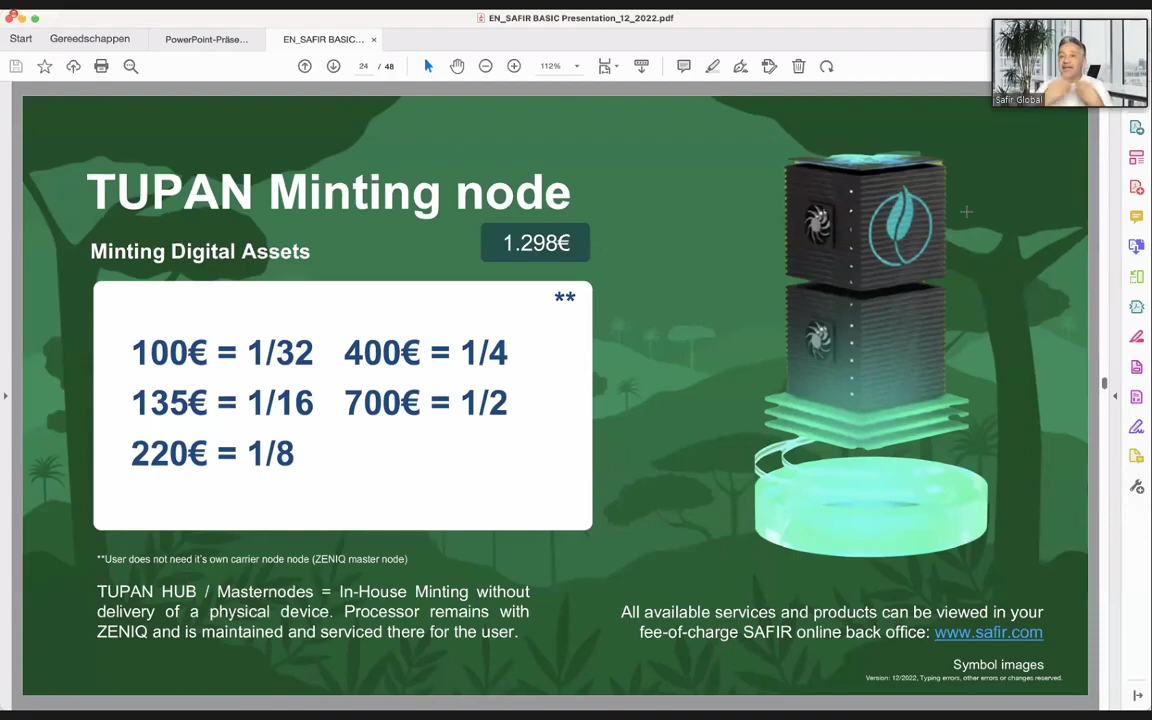 EN_SAFIR BASIC Presentation_12_2022.pdf
Start Gereedschappen PowerPoint-Präse... EN_SAFIR BASIC... ×
24 / 48 112%
Safir Global
TUPAN Minting node
Minting Digital Assets
1.298€
**
100€ = 1/32 400€ = 1/4
135€ = 1/16 700€ = 1/2
220€ = 1/8
**User does not need it's own carrier node node (ZENIQ master node)
TUPAN HUB / Masternodes = In-House Minting without
delivery of a physical device. Processor remains with
ZENIQ and is maintained and serviced there for the user.
All available services and products can be viewed in your
fee-of-charge SAFIR online back office: www.safir.com
Symbol images
Version: 12/2022, Typing errors, other errors or changes reserved.